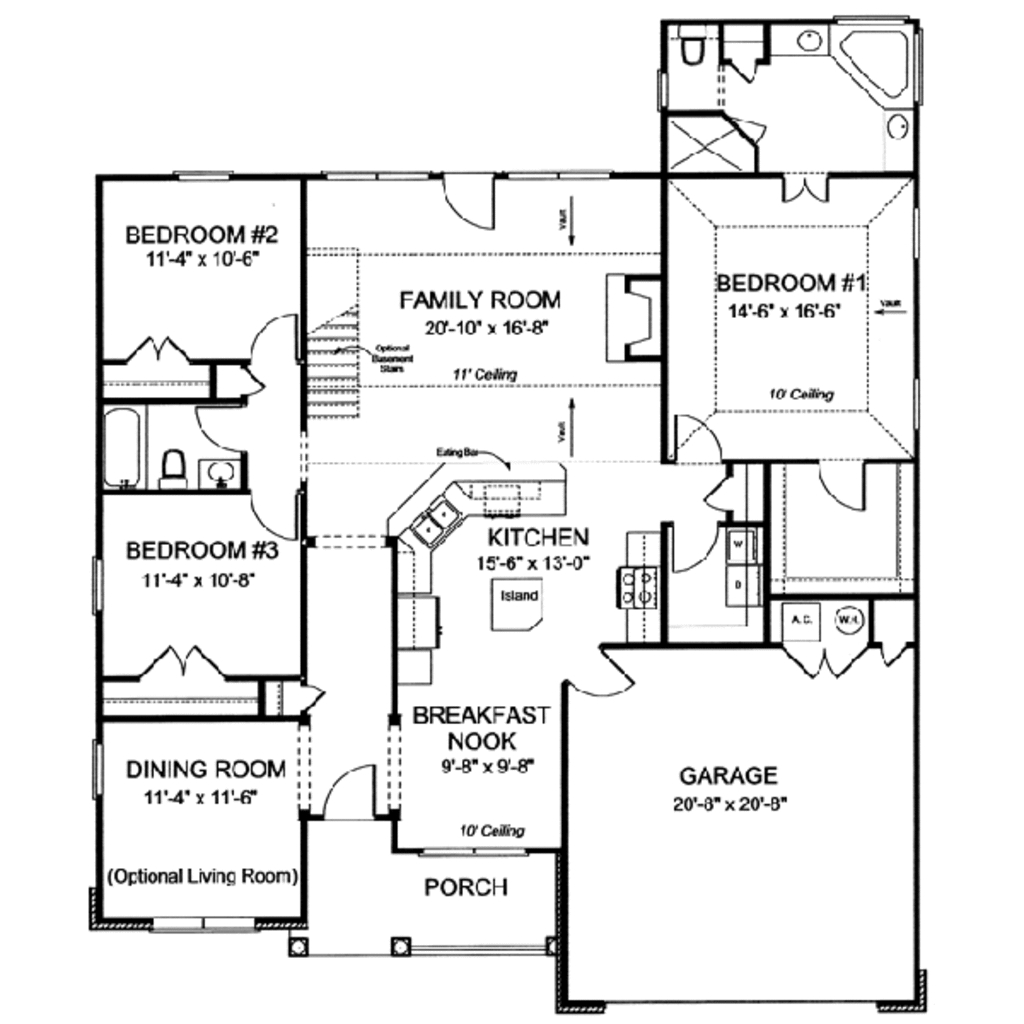 BEDROOM #2
11'-4" x 10'-6"
Vault
BEDROOM #1
14'-6" x 16'-6"
Vault
10' Ceiling
FAMILY ROOM
20'-10" x 16'-8"
Optional
Basement
Stairs
11' Ceiling
Vault
Eating Bar
KITCHEN
15'-6" x 13'-0"
Island
W
D
A.C.
W.H.
BEDROOM #3
11'-4" x 10'-8"
BREAKFAST
NOOK
9'-8" x 9'-8"
10' Ceiling
DINING ROOM
11'-4" x 11'-6"
(Optional Living Room)
GARAGE
20'-8" x 20'-8"
PORCH